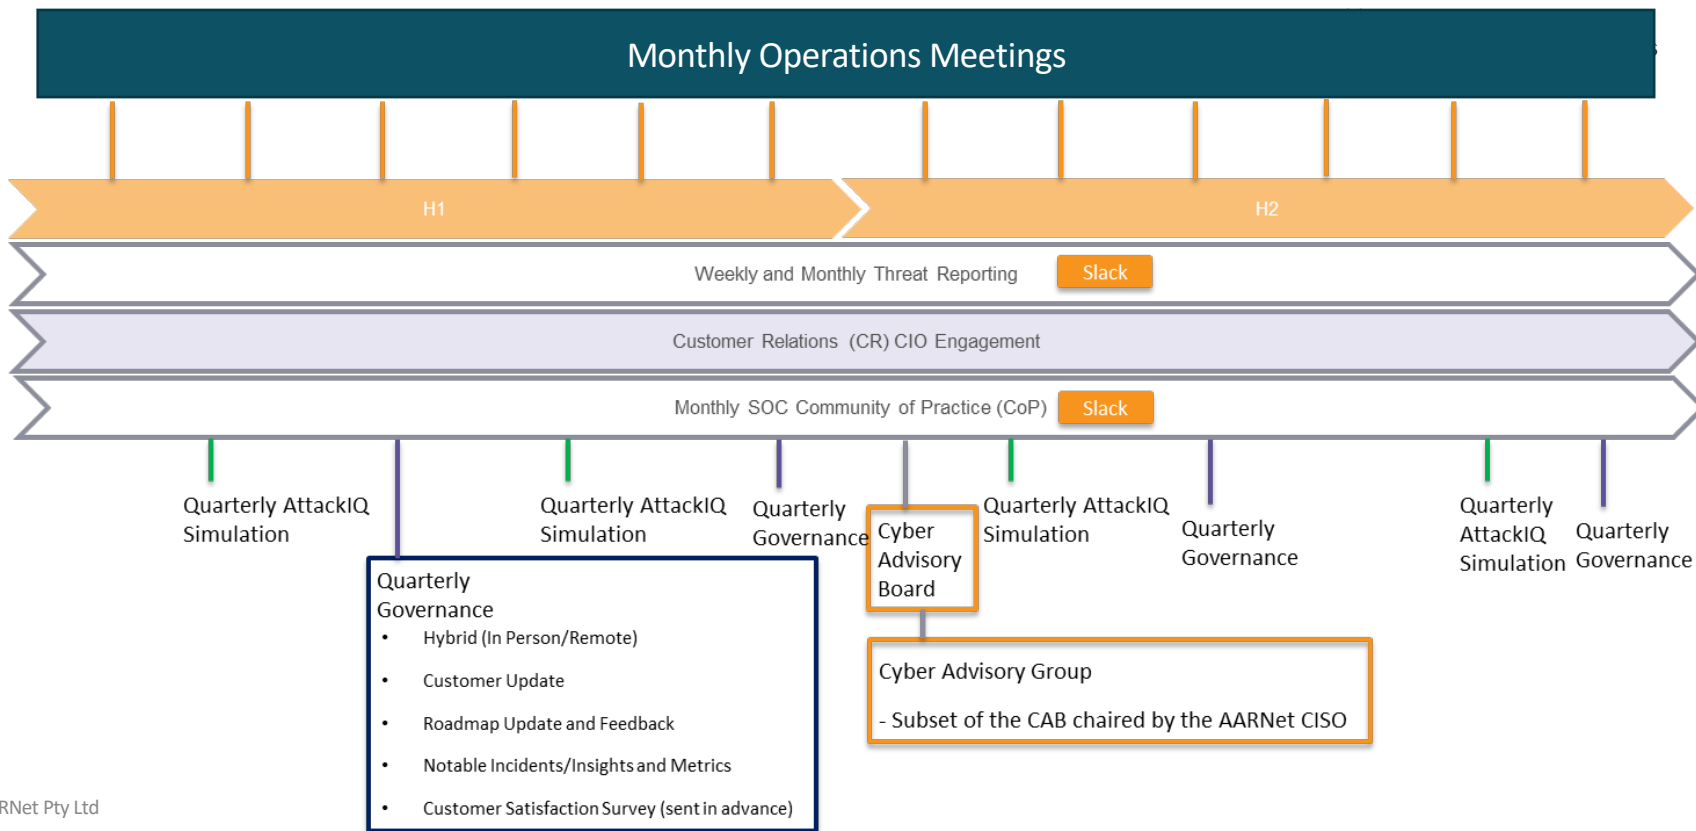 Monthly Operations Meetings
H1
H2
Weekly and Monthly Threat Reporting
Slack
Customer Relations (CR) CIO Engagement
Monthly SOC Community of Practice (CoP)
Slack
Quarterly AttackIQ
Simulation
Quarterly AttackIQ
Simulation
Quarterly
Governance
Cyber
Advisory
Board
Quarterly AttackIQ
Simulation
Quarterly
Governance
Quarterly
AttackIQ
Simulation
Quarterly
Governance
Quarterly
Governance
• Hybrid (In Person/Remote)
• Customer Update
• Roadmap Update and Feedback
• Notable Incidents/Insights and Metrics
• Customer Satisfaction Survey (sent in advance)
Cyber Advisory Group
- Subset of the CAB chaired by the AARNet CISO
RNet Pty Ltd